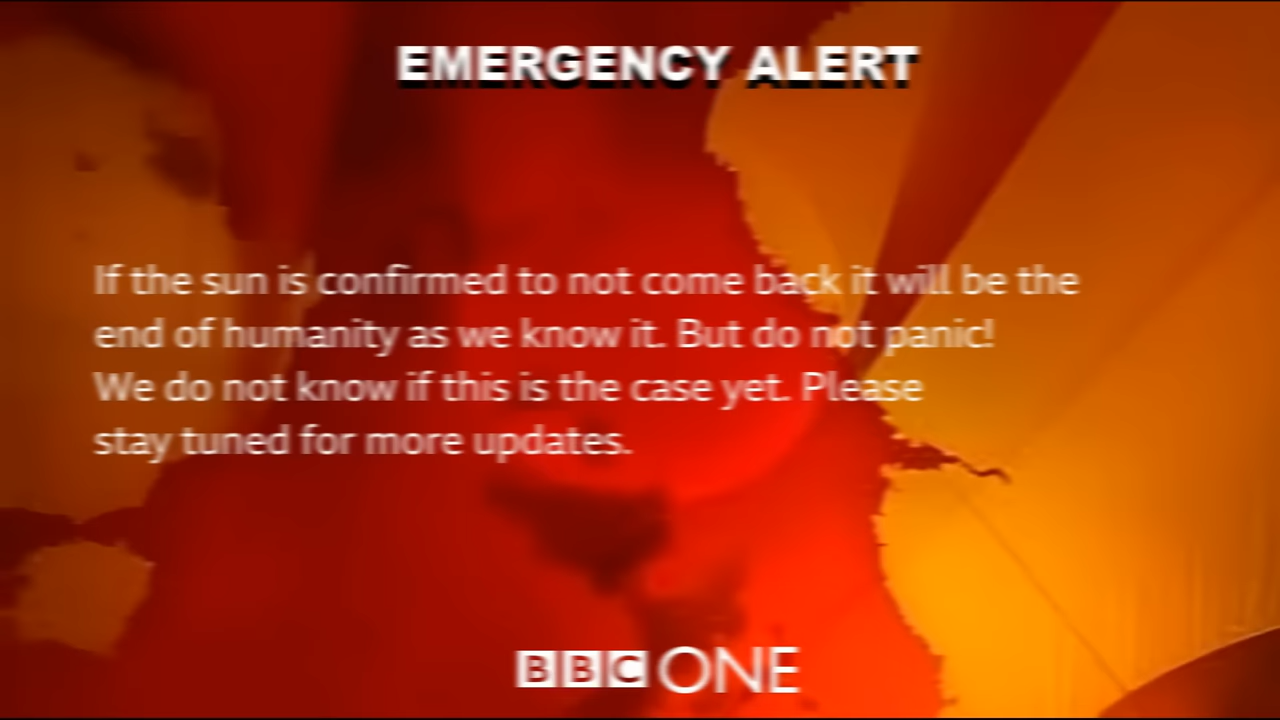 EMERGENCY ALERT
If the sun is confirmed to not come back it will be the
end of humanity as we know it. But do not panic!
We do not know if this is the case yet. Please
stay tuned for more updates.
BBC ONE